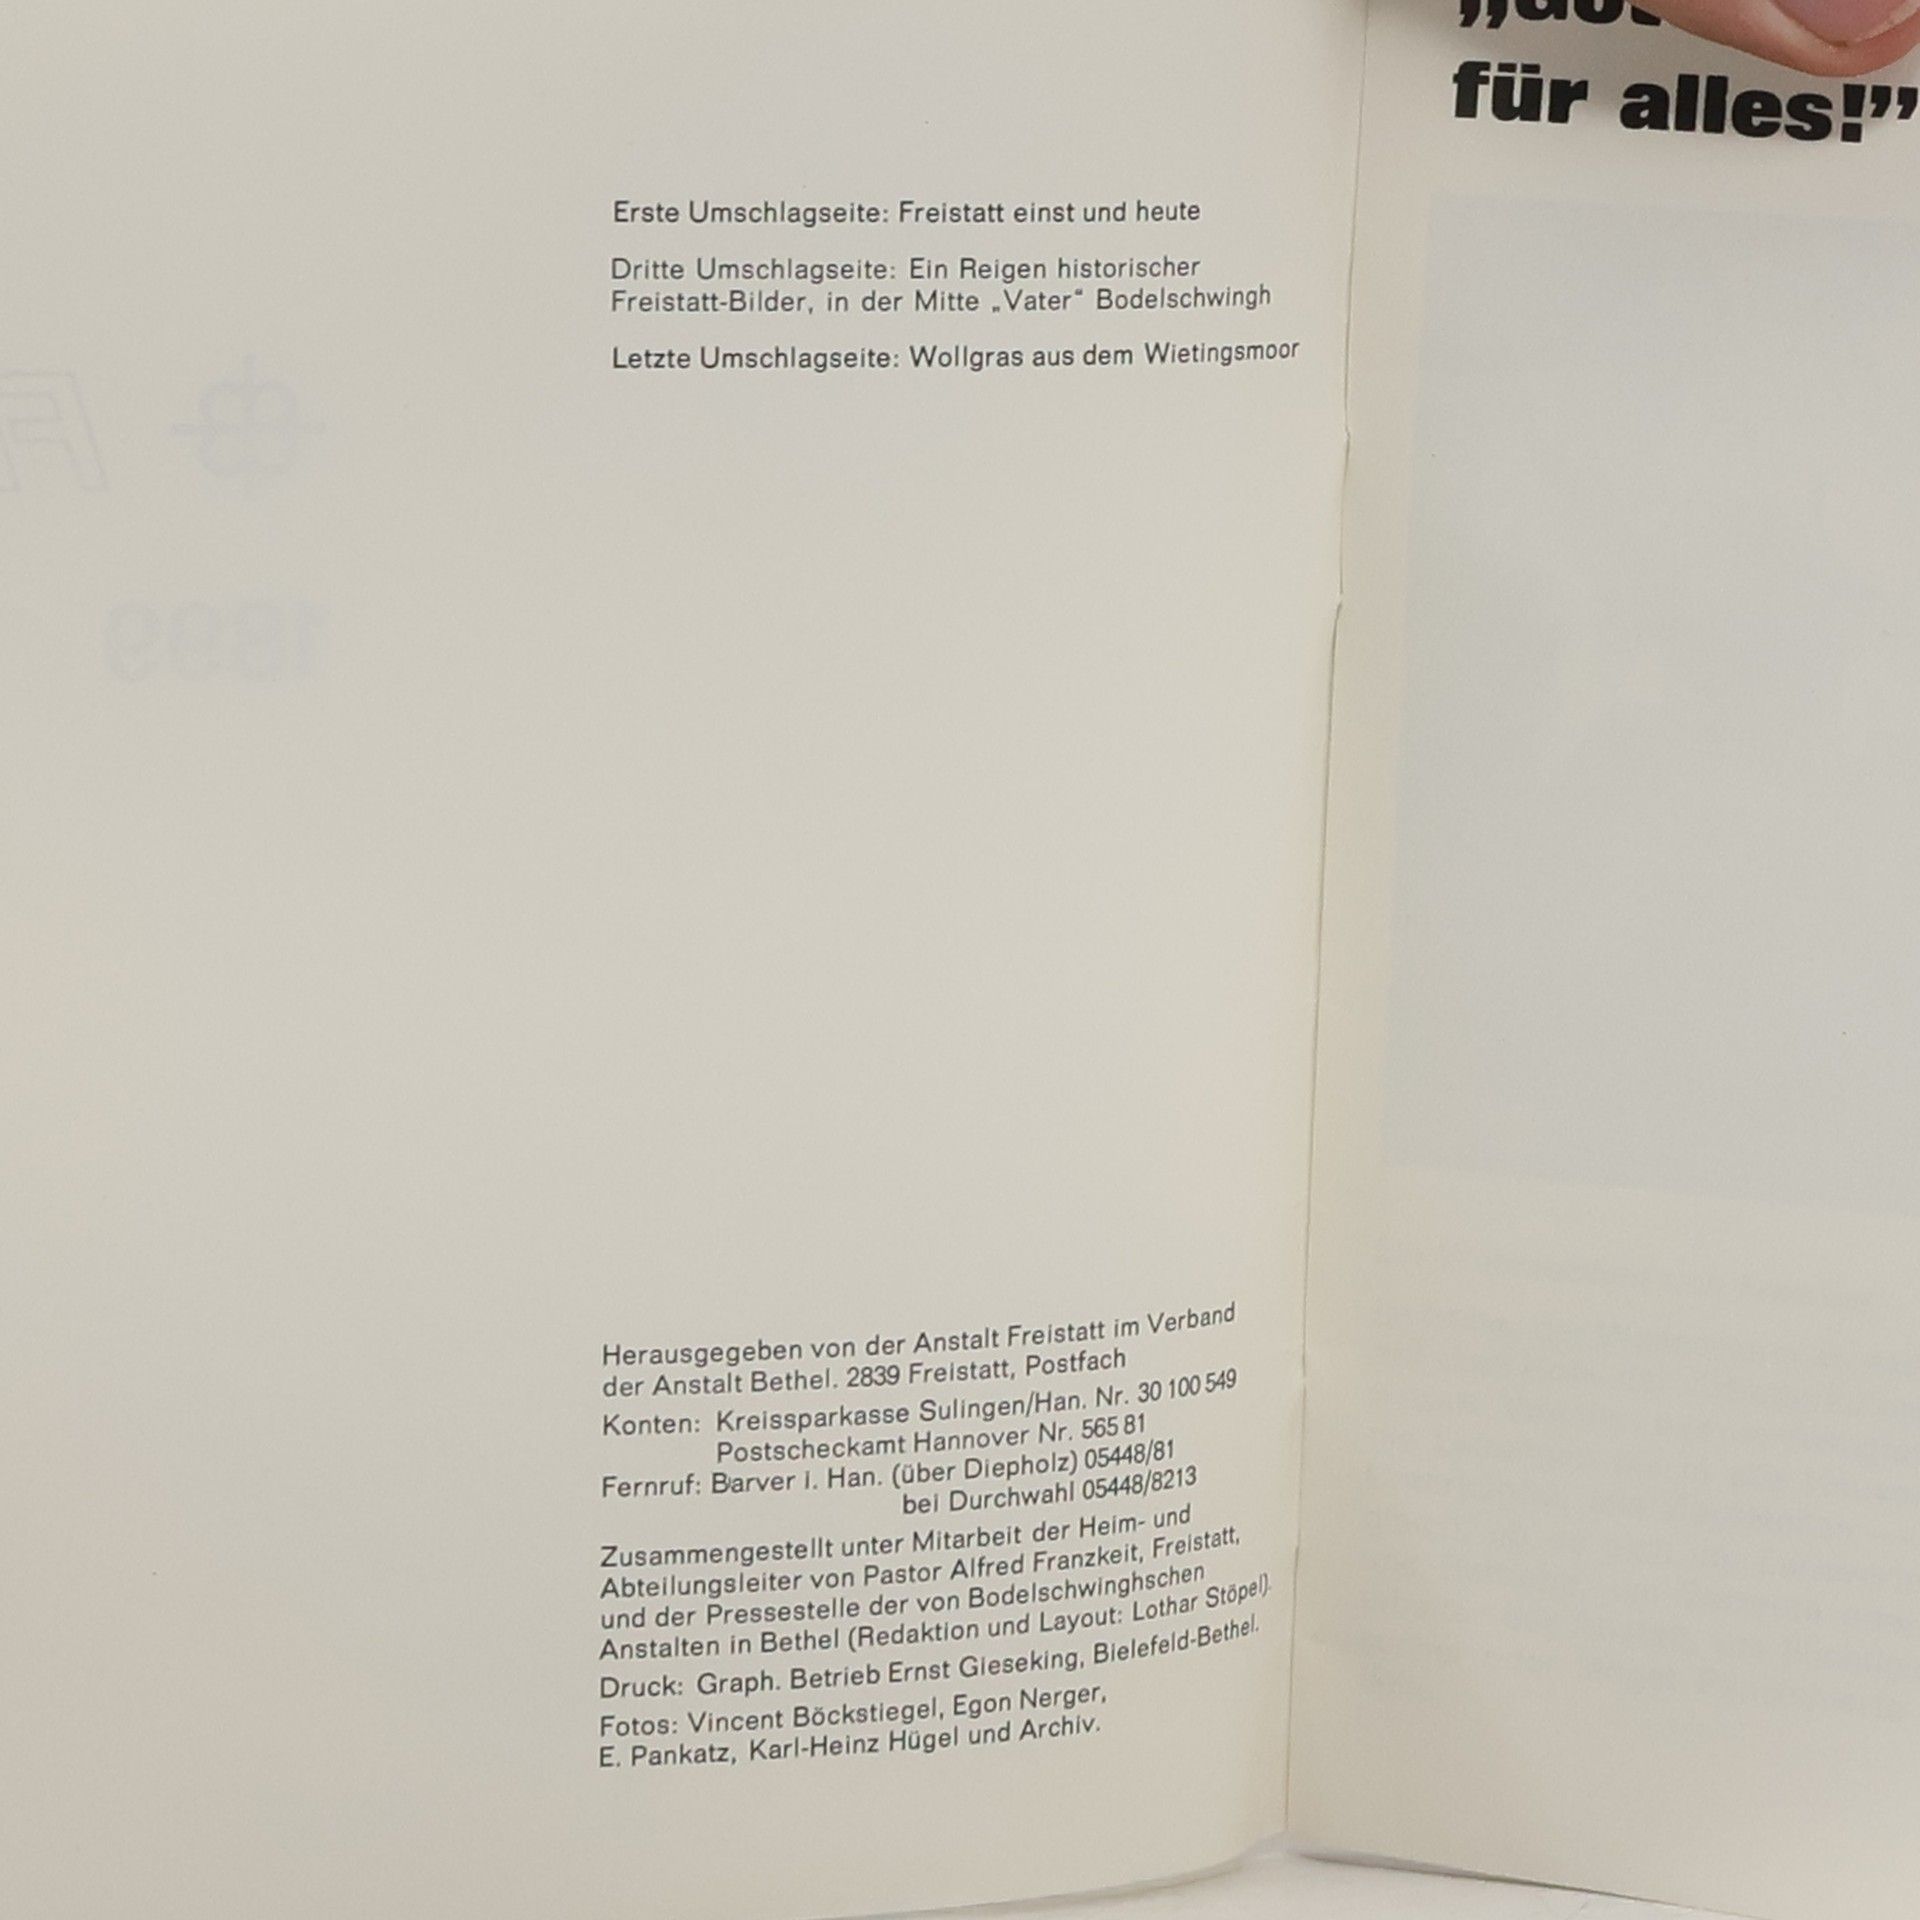 Erste Umschlagseite: Freistatt einst und heute
Dritte Umschlagseite: Ein Reigen historischer
Freistatt-Bilder, in der Mitte „Vater“ Bodelschwingh
Letzte Umschlagseite: Wollgras aus dem Wietingsmoor
Herausgegeben von der Anstalt Freistatt im Verband
der Anstalt Bethel. 2839 Freistatt, Postfach
Konten: Kreissparkasse Sulingen/Han. Nr. 30 100 549
Postscheckamt Hannover Nr. 565 81
Fernruf: Barver i. Han. (über Diepholz) 05448/81
bei Durchwahl 05448/8213
Zusammengestellt unter Mitarbeit der Heim- und
Abteilungsleiter von Pastor Alfred Franzkeit, Freistatt,
und der Pressestelle der von Bodelschwinghschen
Anstalten in Bethel (Redaktion und Layout: Lothar Stöpel).
Druck: Graph. Betrieb Ernst Gieseking, Bielefeld-Bethel.
Fotos: Vincent Böckstiegel, Egon Nerger,
E. Pankatz, Karl-Heinz Hügel und Archiv.
für alles!”
1899